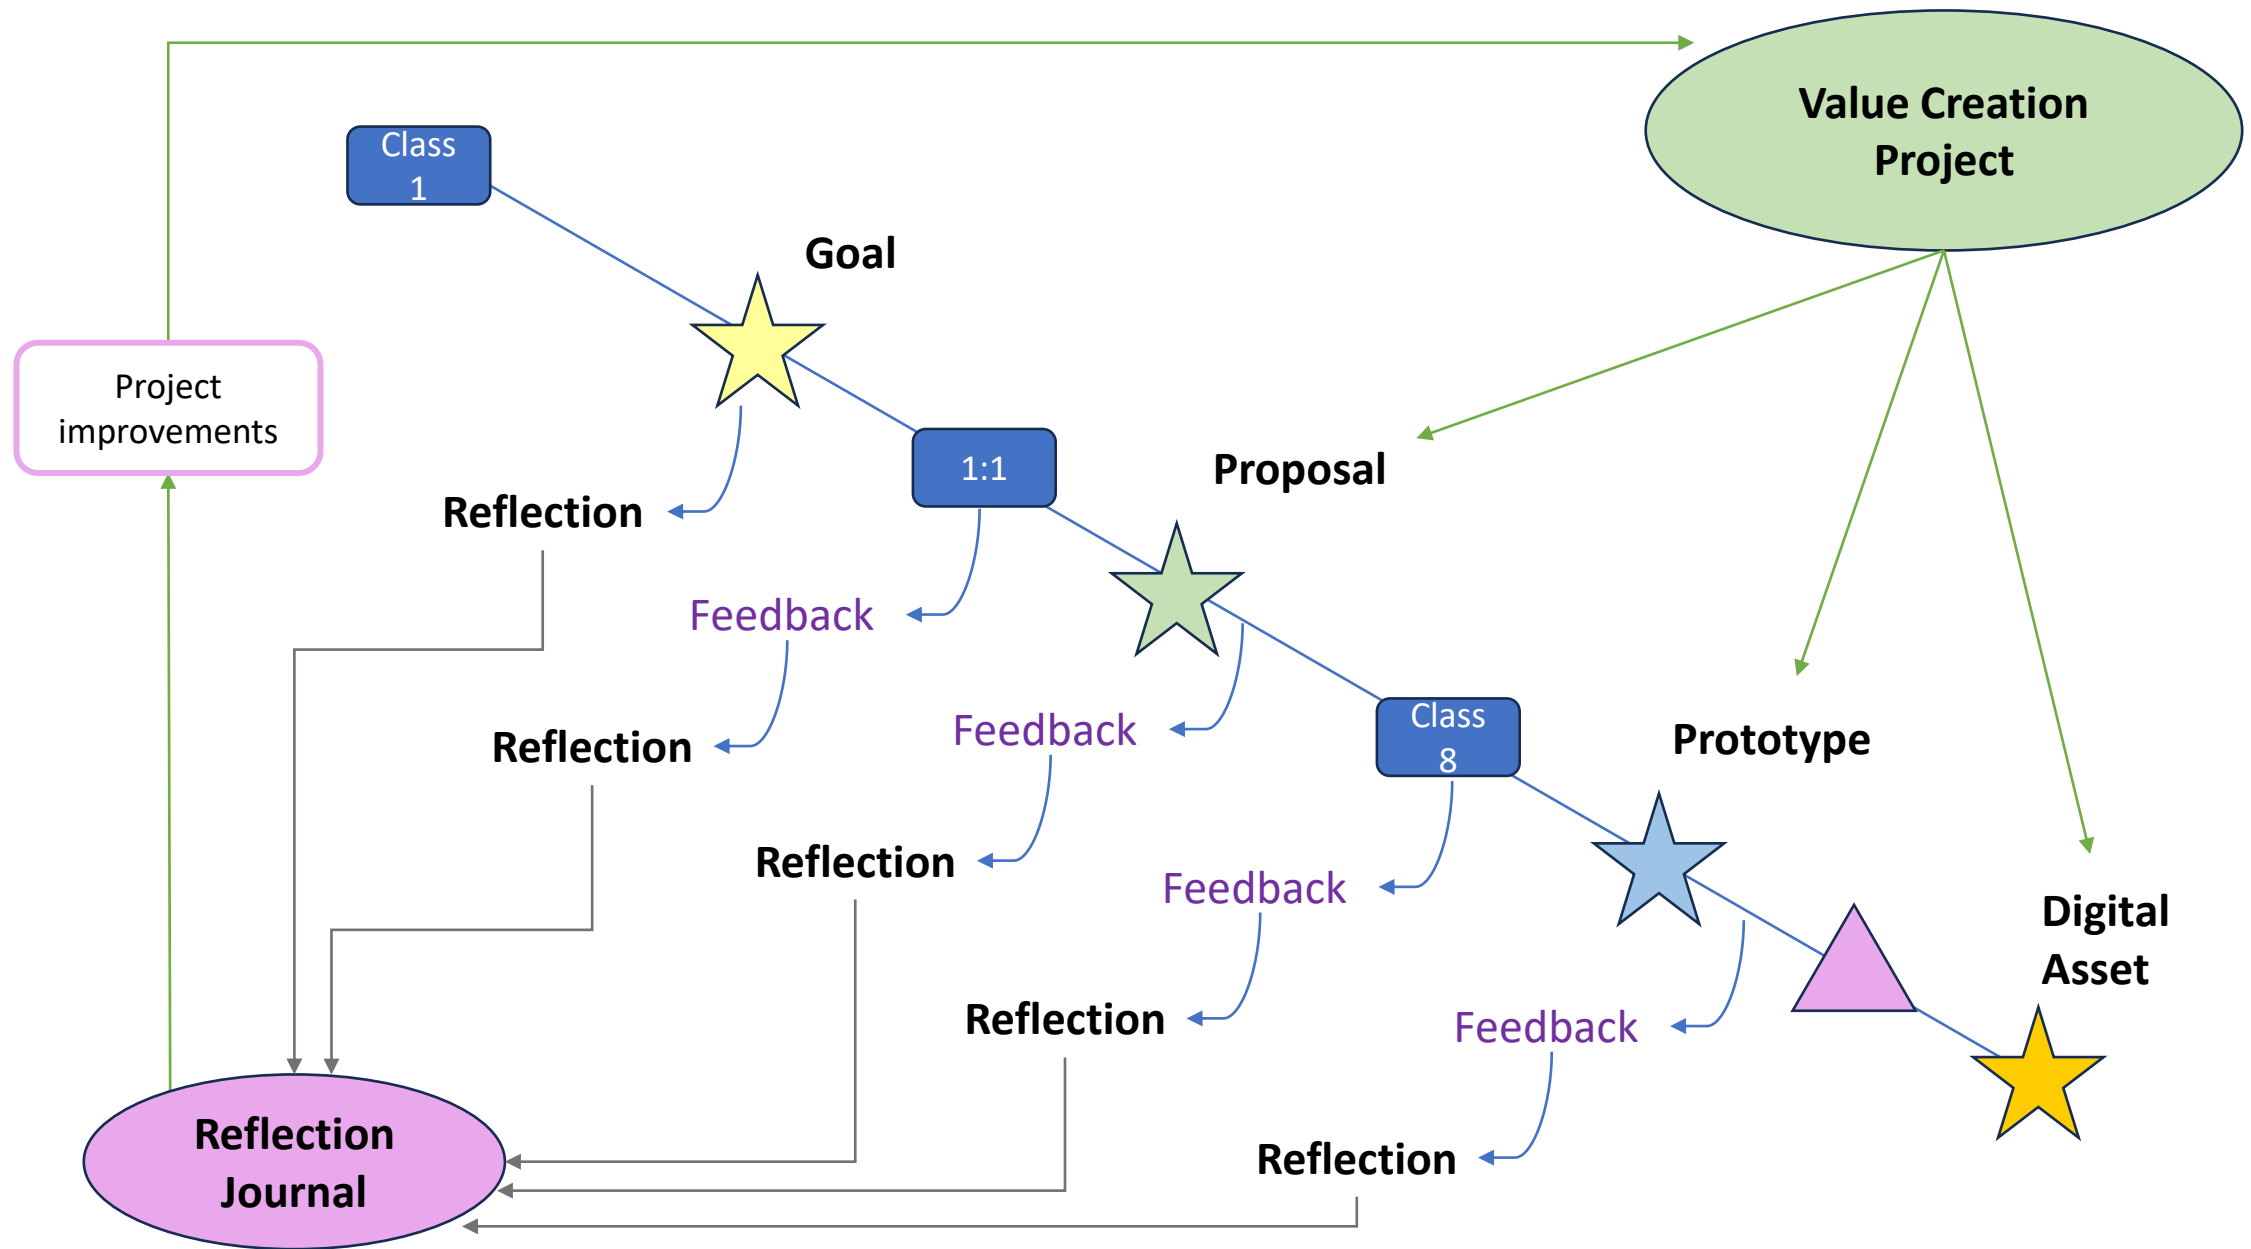 Value Creation
Project
Class
1
Goal
Project
improvements
1:1
Proposal
Reflection
Feedback
Class
8
Feedback
Prototype
Reflection
Reflection
Feedback
Digital
Asset
Reflection
Feedback
Reflection
Journal
Reflection